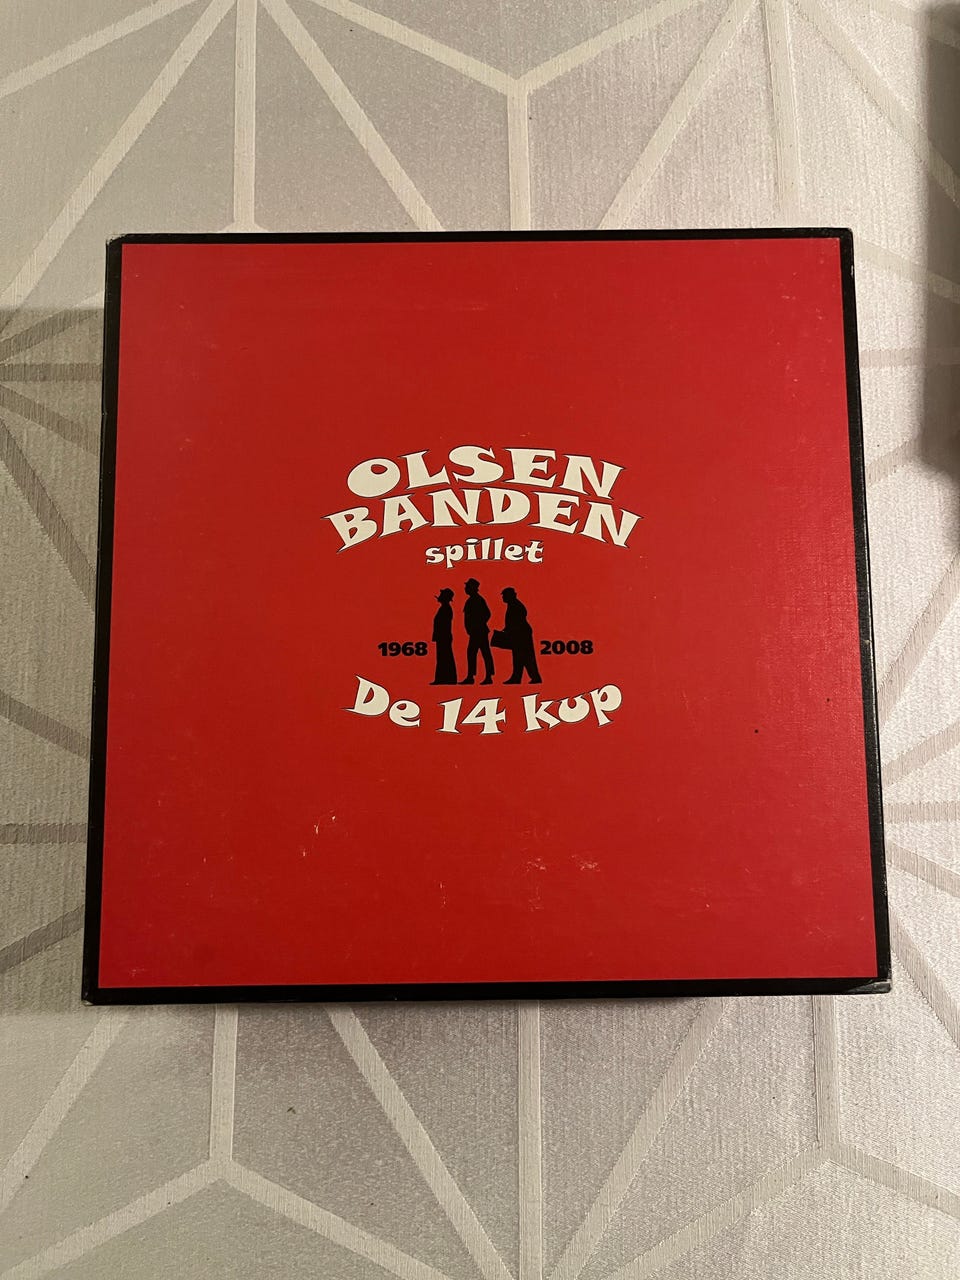 OLSEN
BANDEN
spillet
1968 2008
De 14 kup